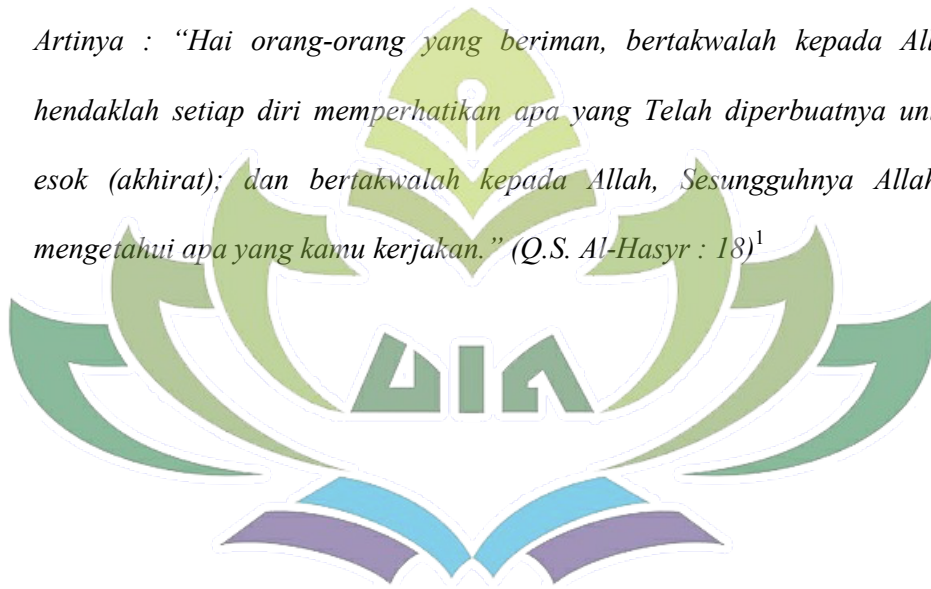 Artinya : “Hai orang-orang yang beriman, bertakwalah kepada
hendaklah setiap diri memperhatikan apa yang Telah diperbuatnya
esok (akhirat); dan bertakwalah kepada Allah, Sesungguhnya Allah
mengetahui apa yang kamu kerjakan.” (Q.S. Al-Hasyr : 18)1
UIN